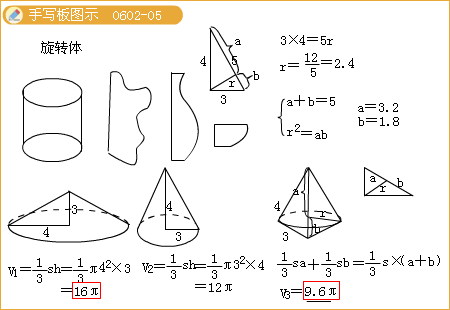 手写板图示 0602-05
旋转体
3×4=5r
r=12/5=2.4
4 5 a
r b
3
a+b=5
r²=ab
a=3.2
b=1.8
3
4
4
3
a
4 r
3 b
a r b
V₁=1/3sh=1/3π4²×3
=16π
V₂=1/3sh=1/3π3²×4
=12π
1/3sa+1/3sb=1/3s×(a+b)
V₃=9.6π